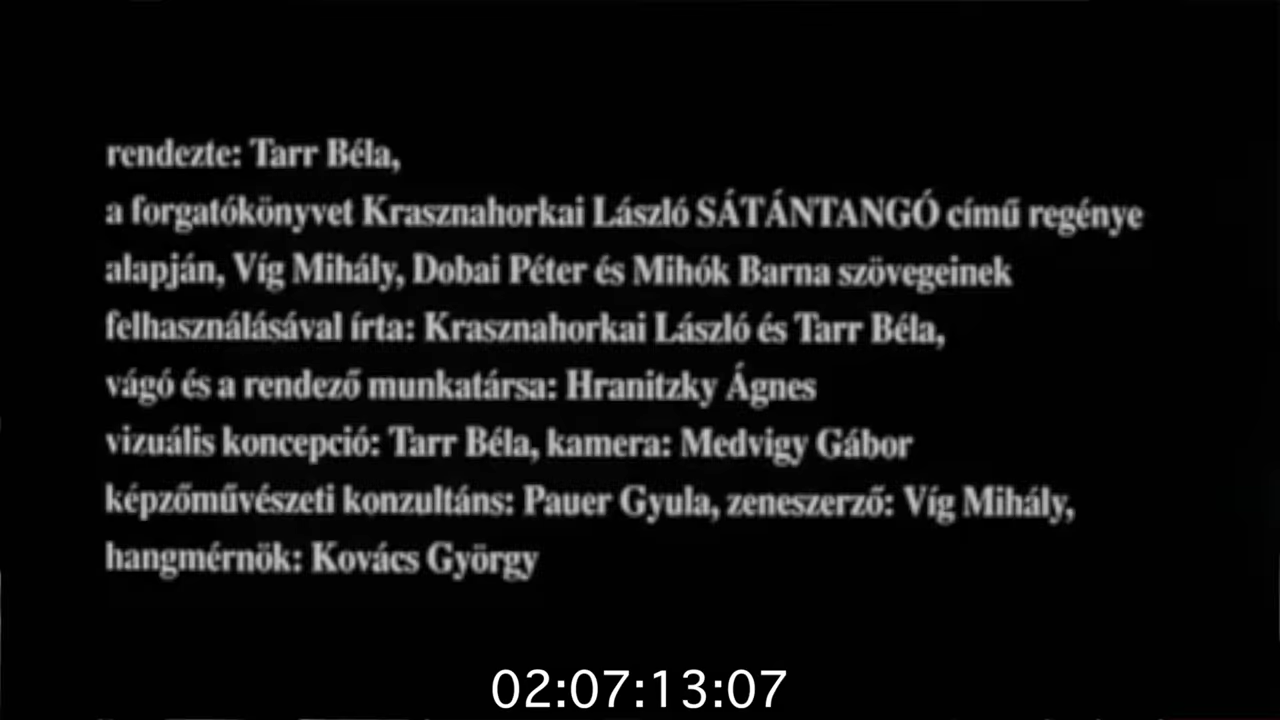 rendezte: Tarr Béla,
a forgatókönyvet Krasznahorkai László SÁTÁNTANGÓ című regénye
alapján, Víg Mihály, Dobai Péter és Mihók Barna szövegeinek
felhasználásával írta: Krasznahorkai László és Tarr Béla,
vágó és a rendező munkatársa: Hranitzky Ágnes
vizuális koncepció: Tarr Béla, kamera: Medvigy Gábor
képzőművészeti konzultáns: Pauer Gyula, zeneszerző: Víg Mihály,
hangmérnök: Kovács György
02:07:13:07